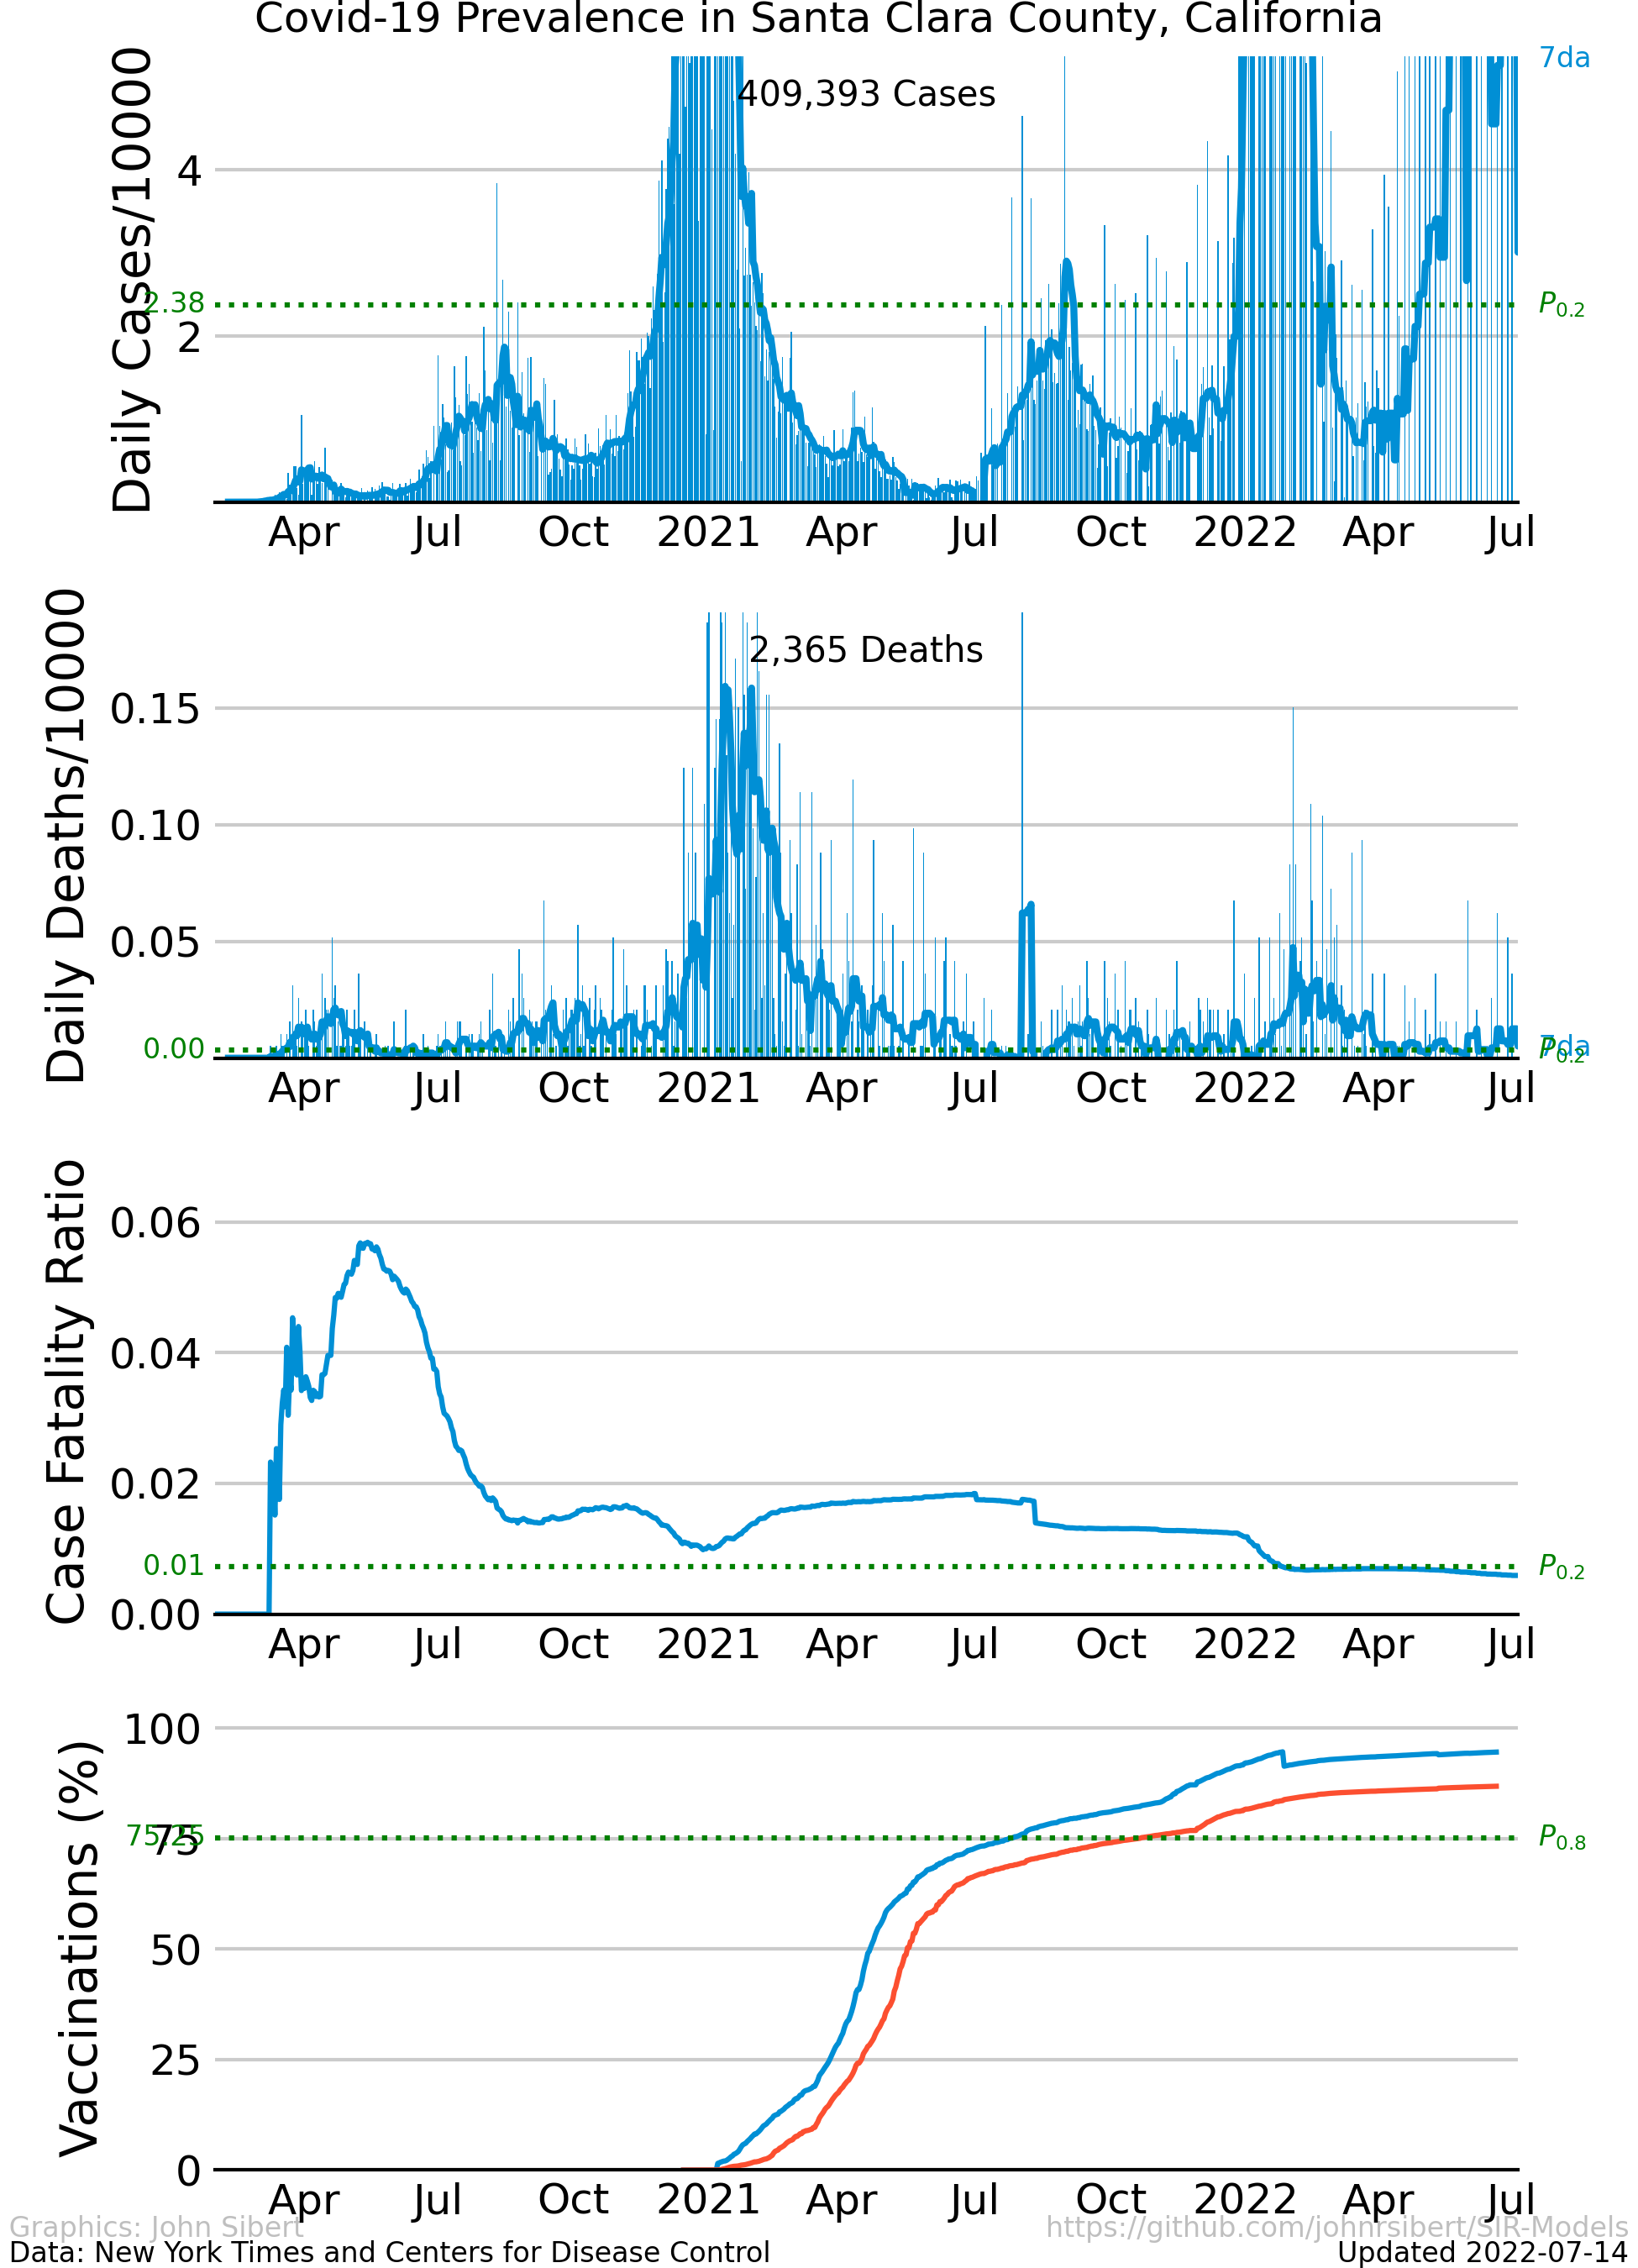 Covid-19 Prevalence in Santa Clara County, California
Daily Cases/10000
409,393 Cases
7da
4
2.38
P0.2
2
Apr Jul Oct 2021 Apr Jul Oct 2022 Apr Jul
Daily Deaths/10000
2,365 Deaths
0.15
0.10
0.05
0.00
7da
P0.2
Apr Jul Oct 2021 Apr Jul Oct 2022 Apr Jul
Case Fatality Ratio
0.06
0.04
0.02
0.01
P0.2
0.00
Apr Jul Oct 2021 Apr Jul Oct 2022 Apr Jul
Vaccinations (%)
100
75.25
75
P0.8
50
25
0
Apr Jul Oct 2021 Apr Jul Oct 2022 Apr Jul
Graphics: John Sibert
https://github.com/johnrsibert/SIR-Models
Data: New York Times and Centers for Disease Control
Updated 2022-07-14